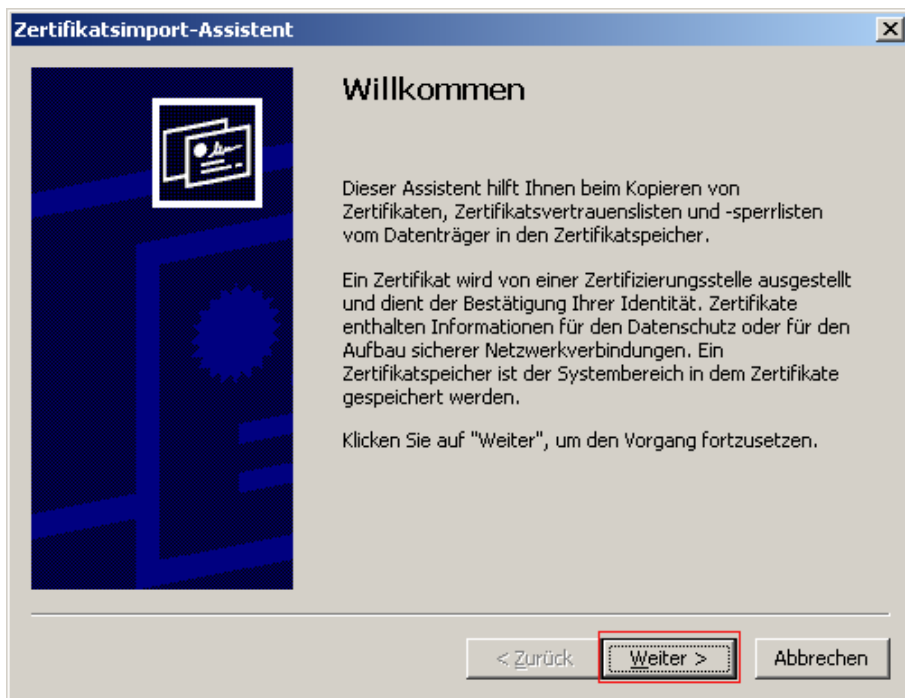 Zertifikatsimport-Assistent
Willkommen
Dieser Assistent hilft Ihnen beim Kopieren von
Zertifikaten, Zertifikatsvertrauenslisten und -sperrlisten
vom Datenträger in den Zertifikatspeicher.
Ein Zertifikat wird von einer Zertifizierungsstelle ausgestellt
und dient der Bestätigung Ihrer Identität. Zertifikate
enthalten Informationen für den Datenschutz oder für den
Aufbau sicherer Netzwerkverbindungen. Ein
Zertifikatspeicher ist der Systembereich in dem Zertifikate
gespeichert werden.
Klicken Sie auf "Weiter", um den Vorgang fortzusetzen.
< Zurück Weiter > Abbrechen